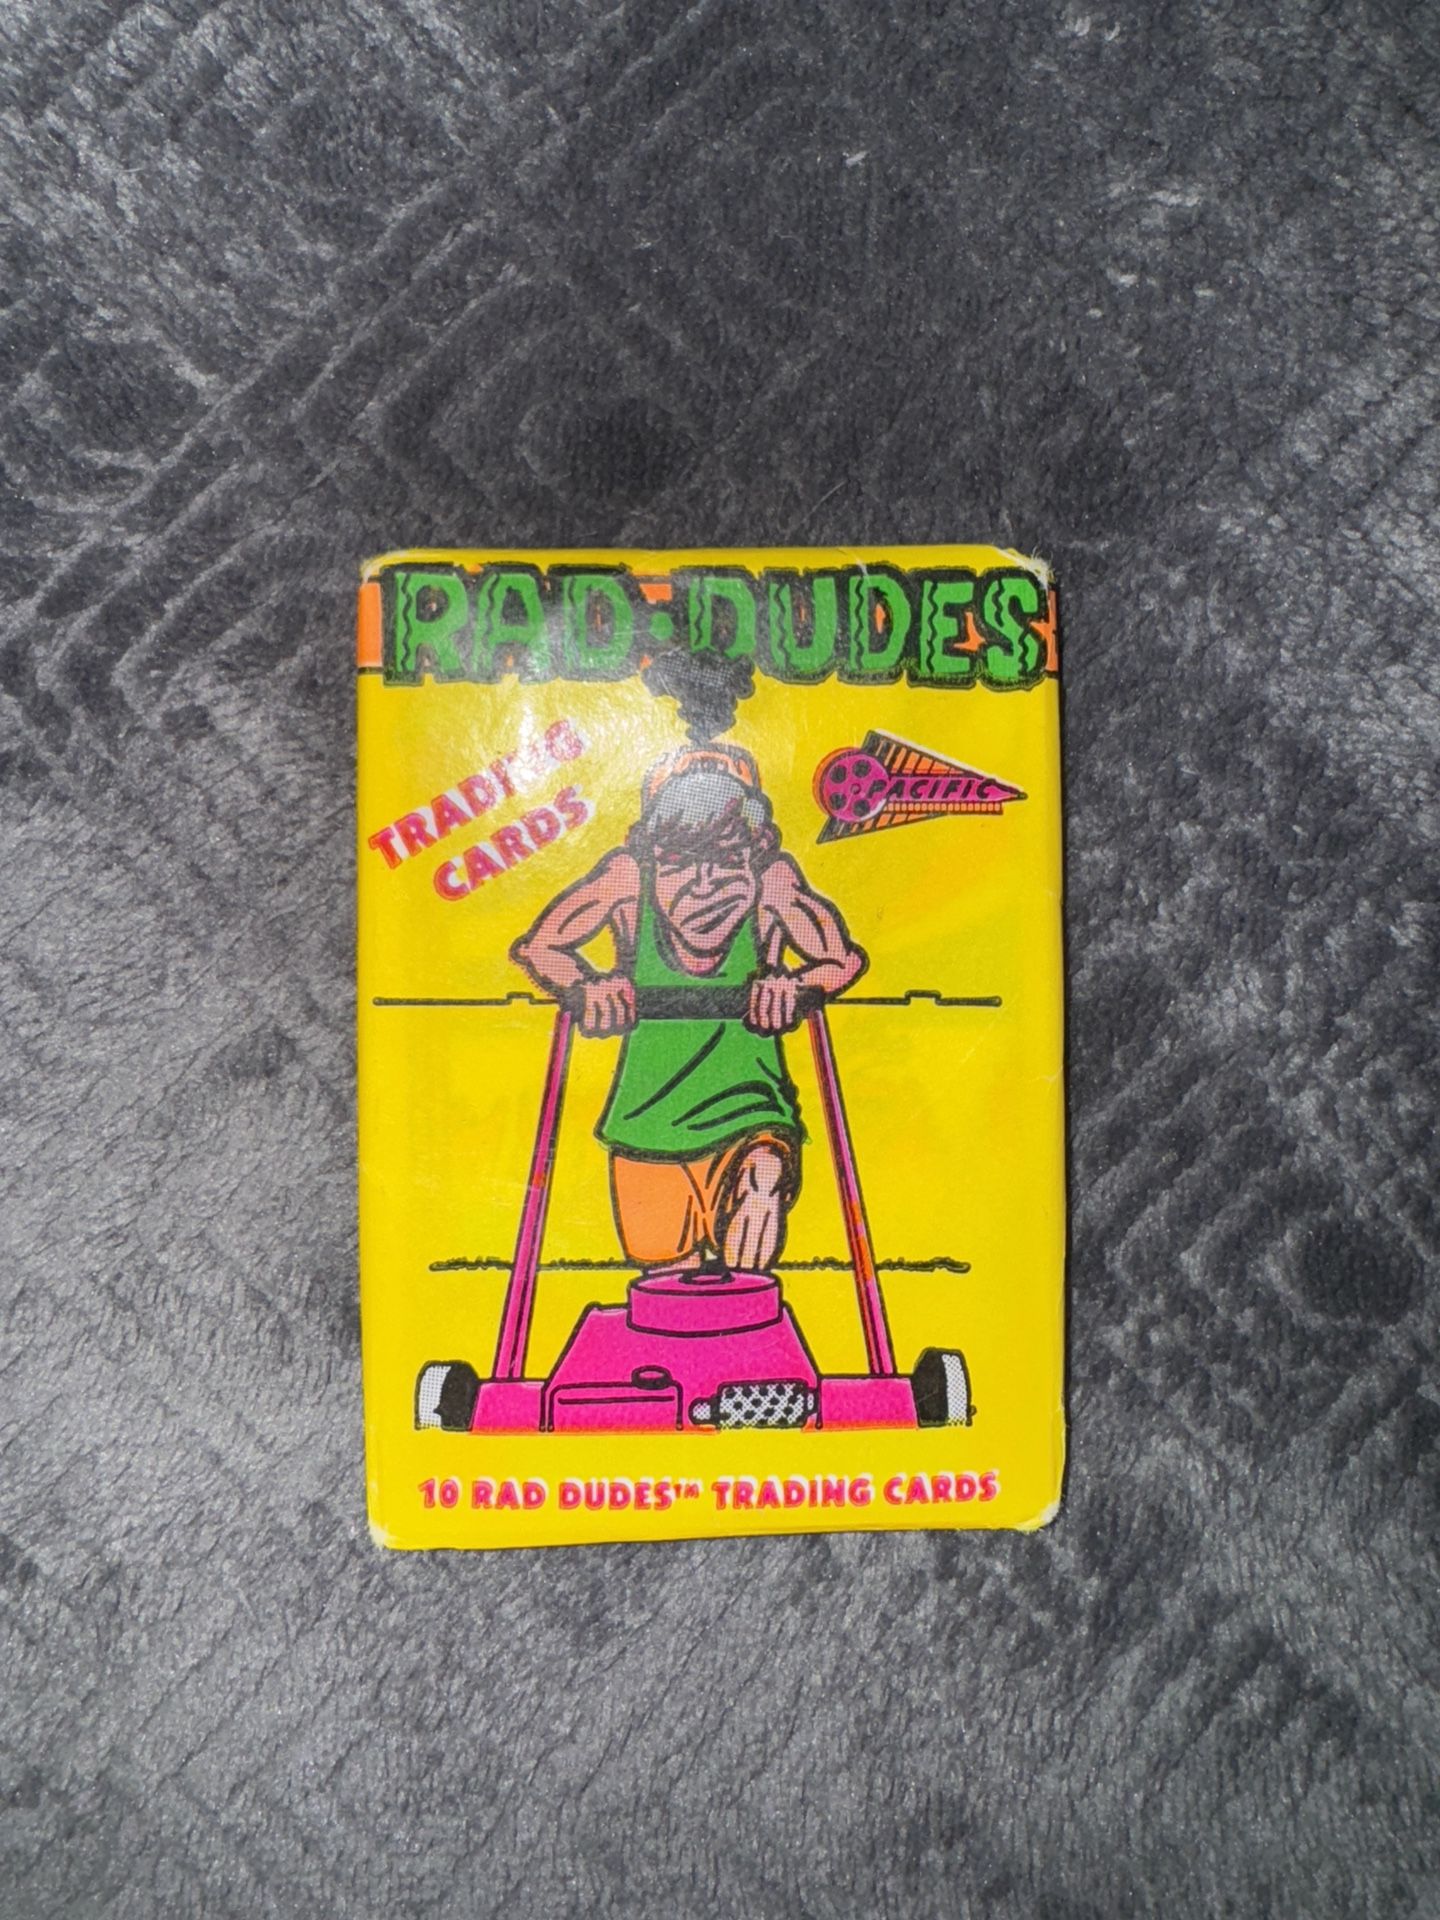 RAD·DUDES
TRADING
CARDS
PACIFIC
10 RAD DUDES™ TRADING CARDS